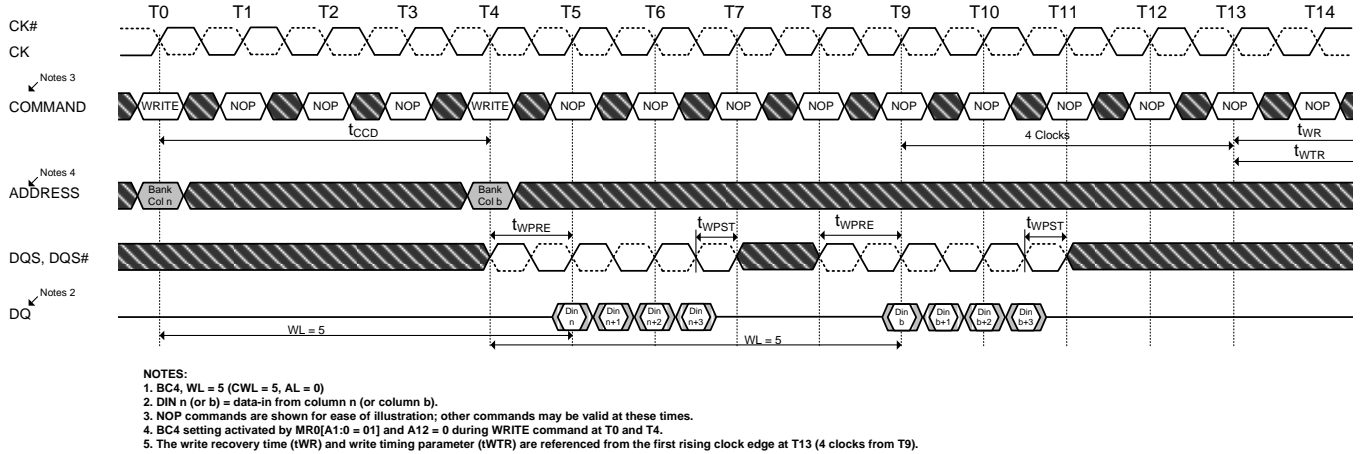 T0 T1 T2 T3 T4 T5 T6 T7 T8 T9 T10 T11 T12 T13 T14
CK#
CK
Notes 3
COMMAND WRITE NOP NOP NOP WRITE NOP NOP NOP NOP NOP NOP NOP NOP NOP NOP
tCCD 4 Clocks tWR
tWTR
Notes 4
ADDRESS Bank Col n Bank Col b
tWPRE tWPST tWPRE tWPST
DQS, DQS#
Notes 2
DQ Din n Din n+1 Din n+2 Din n+3 Din b Din b+1 Din b+2 Din b+3
WL = 5 WL = 5
NOTES:
1. BC4, WL = 5 (CWL = 5, AL = 0)
2. DIN n (or b) = data-in from column n (or column b).
3. NOP commands are shown for ease of illustration; other commands may be valid at these times.
4. BC4 setting activated by MR0[A1:0 = 01] and A12 = 0 during WRITE command at T0 and T4.
5. The write recovery time (tWR) and write timing parameter (tWTR) are referenced from the first rising clock edge at T13 (4 clocks from T9).